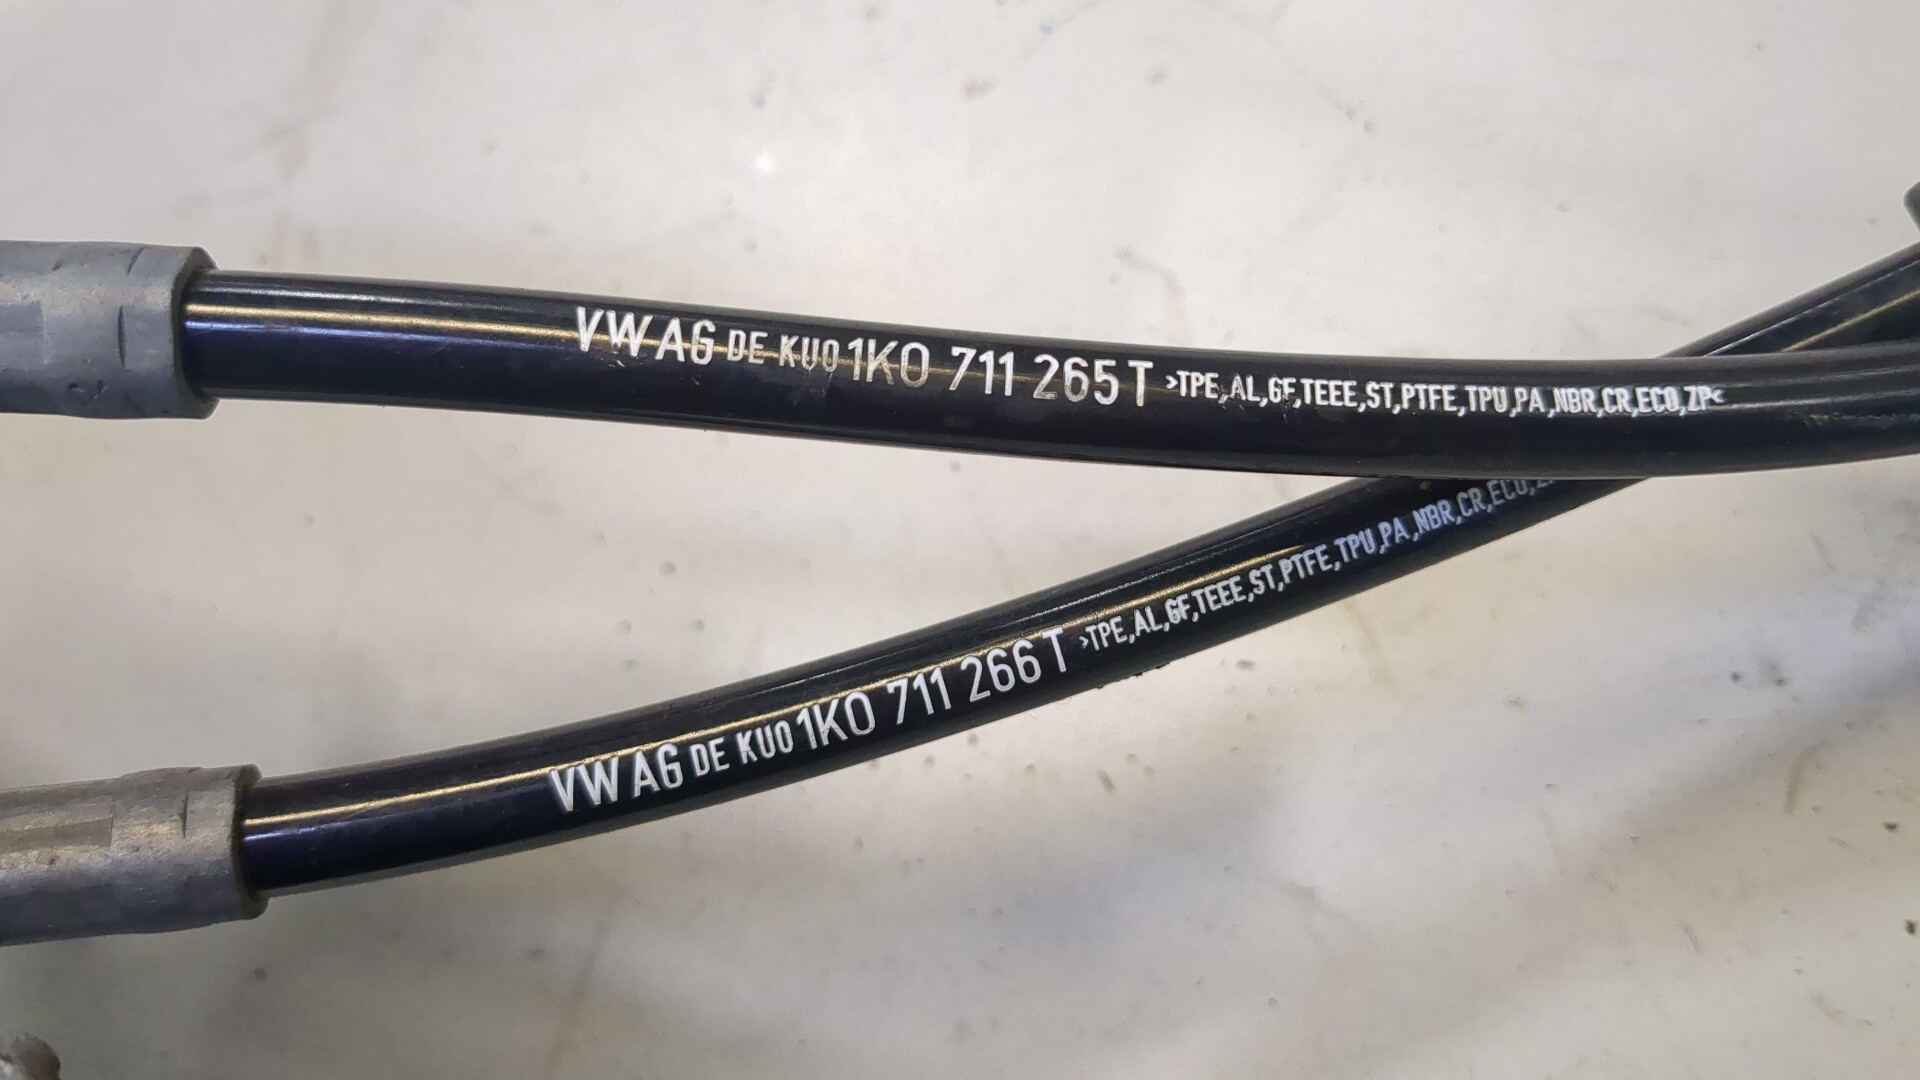 VW AG DE KUO 1K0 711 265 T >TPE,AL,GF,TEEE,ST,PTFE,TPU,PA,NBR,CR,ECO,ZP<
VW AG DE KUO 1K0 711 266 T >TPE,AL,GF,TEEE,ST,PTFE,TPU,PA,NBR,CR,ECO,